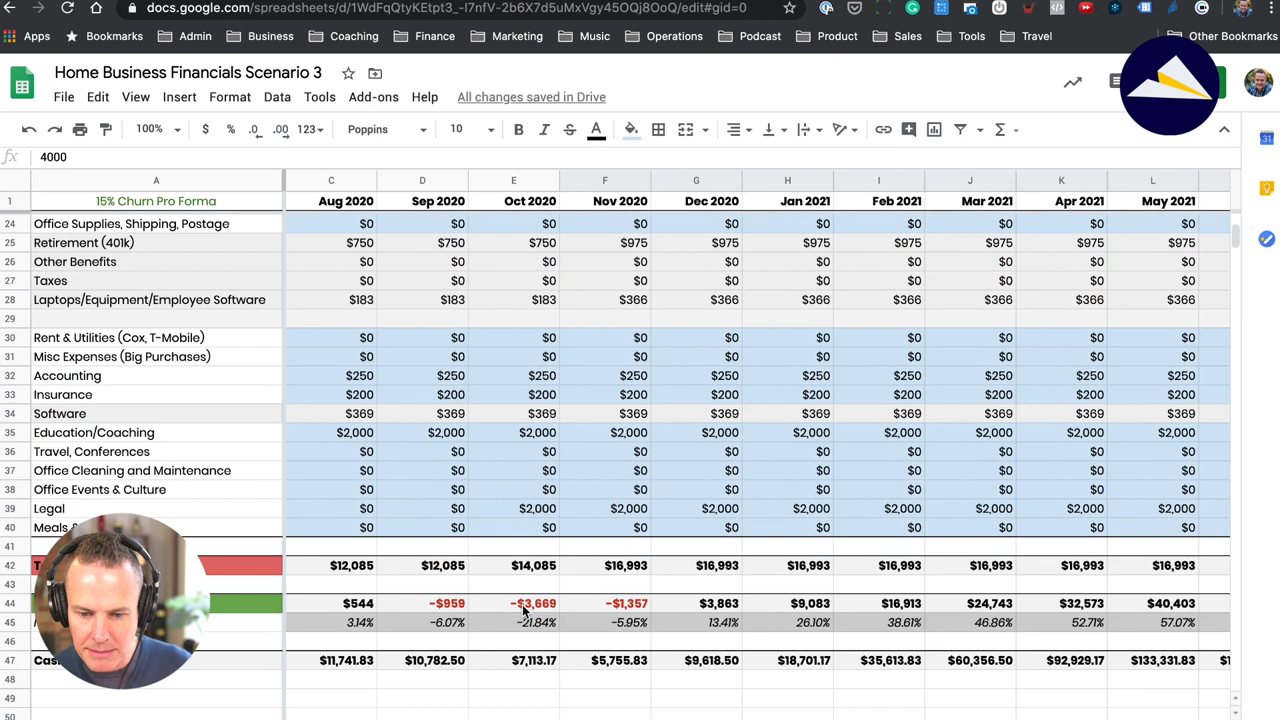 docs.google.com/spreadsheets/d/1WdFqQtyKEtpt3_-l7nfV-2b6X7d5uMxVgy45OQj8OoQ/edit#gid=0
Apps Bookmarks Admin Business Coaching Finance Marketing Music Operations Podcast Product Sales Tools Travel Other Bookmarks
Home Business Financials Scenario 3
File Edit View Insert Format Data Tools Add-ons Help All changes saved in Drive
100% $ % .0 .00 123 Poppins 10 B I S A
fx 4000
A C D E F G H I J K L
1 15% Churn Pro Forma Aug 2020 Sep 2020 Oct 2020 Nov 2020 Dec 2020 Jan 2021 Feb 2021 Mar 2021 Apr 2021 May 2021
24 Office Supplies, Shipping, Postage $0 $0 $0 $0 $0 $0 $0 $0 $0 $0
25 Retirement (401k) $750 $750 $750 $975 $975 $975 $975 $975 $975 $975
26 Other Benefits $0 $0 $0 $0 $0 $0 $0 $0 $0 $0
27 Taxes $0 $0 $0 $0 $0 $0 $0 $0 $0 $0
28 Laptops/Equipment/Employee Software $183 $183 $183 $366 $366 $366 $366 $366 $366 $366
29
30 Rent & Utilities (Cox, T-Mobile) $0 $0 $0 $0 $0 $0 $0 $0 $0 $0
31 Misc Expenses (Big Purchases) $0 $0 $0 $0 $0 $0 $0 $0 $0 $0
32 Accounting $250 $250 $250 $250 $250 $250 $250 $250 $250 $250
33 Insurance $200 $200 $200 $200 $200 $200 $200 $200 $200 $200
34 Software $369 $369 $369 $369 $369 $369 $369 $369 $369 $369
35 Education/Coaching $2,000 $2,000 $2,000 $2,000 $2,000 $2,000 $2,000 $2,000 $2,000 $2,000
36 Travel, Conferences $0 $0 $0 $0 $0 $0 $0 $0 $0 $0
37 Office Cleaning and Maintenance $0 $0 $0 $0 $0 $0 $0 $0 $0 $0
38 Office Events & Culture $0 $0 $0 $0 $0 $0 $0 $0 $0 $0
39 Legal $0 $0 $2,000 $2,000 $2,000 $2,000 $2,000 $2,000 $2,000 $2,000
40 Meals $0 $0 $0 $0 $0 $0 $0 $0 $0 $0
41
42 $12,085 $12,085 $14,085 $16,993 $16,993 $16,993 $16,993 $16,993 $16,993 $16,993
43
44 $544 -$959 -$3,669 -$1,357 $3,863 $9,083 $16,913 $24,743 $32,573 $40,403
3.14% -6.07% -21.84% -5.95% 13.41% 26.10% 38.61% 46.86% 52.71% 57.07%
46
47 $11,741.83 $10,782.50 $7,113.17 $5,755.83 $9,618.50 $18,701.17 $35,613.83 $60,356.50 $92,929.17 $133,331.83
48
49
50
31